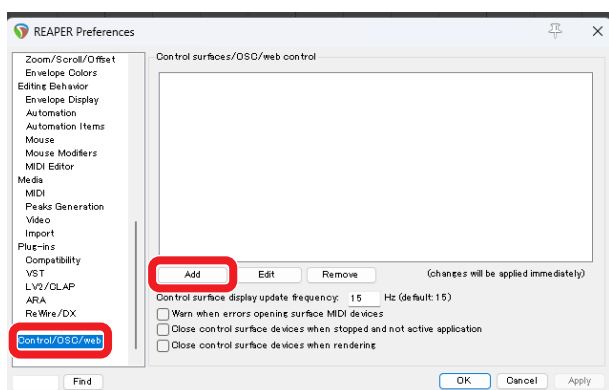 REAPER Preferences
Zoom/Scroll/Offset
Envelope Colors
Editing Behavior
Envelope Display
Automation
Automation Items
Mouse
Mouse Modifiers
MIDI Editor
Media
MIDI
Peaks Generation
Video
Import
Plug-ins
Compatibility
VST
LV2/CLAP
ARA
ReWire/DX
Control/OSC/web
Find
Control surfaces/OSC/web control
Add Edit Remove (changes will be applied immediately)
Control surface display update frequency: 15 Hz (default: 15)
Warn when errors opening surface MIDI devices
Close control surface devices when stopped and not active application
Close control surface devices when rendering
OK Cancel Apply